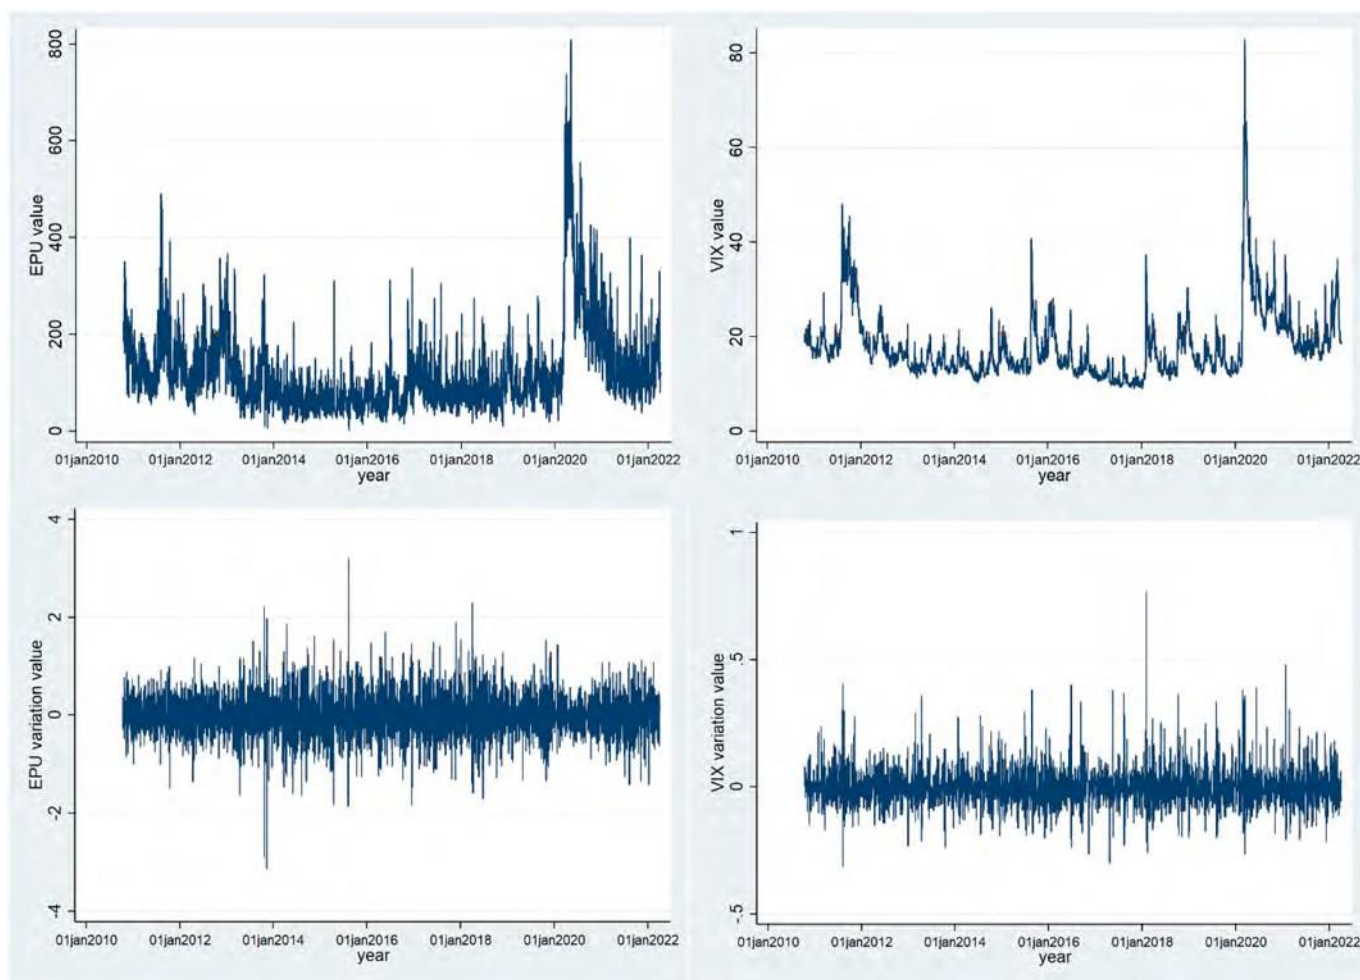 800
600
400
200
0
EPU value
01jan2010 01jan2012 01jan2014 01jan2016 01jan2018 01jan2020 01jan2022
year
80
60
40
20
0
VIX value
01jan2010 01jan2012 01jan2014 01jan2016 01jan2018 01jan2020 01jan2022
year
4
2
0
-2
-4
EPU variation value
01jan2010 01jan2012 01jan2014 01jan2016 01jan2018 01jan2020 01jan2022
year
1
.5
0
-.5
VIX variation value
01jan2010 01jan2012 01jan2014 01jan2016 01jan2018 01jan2020 01jan2022
year